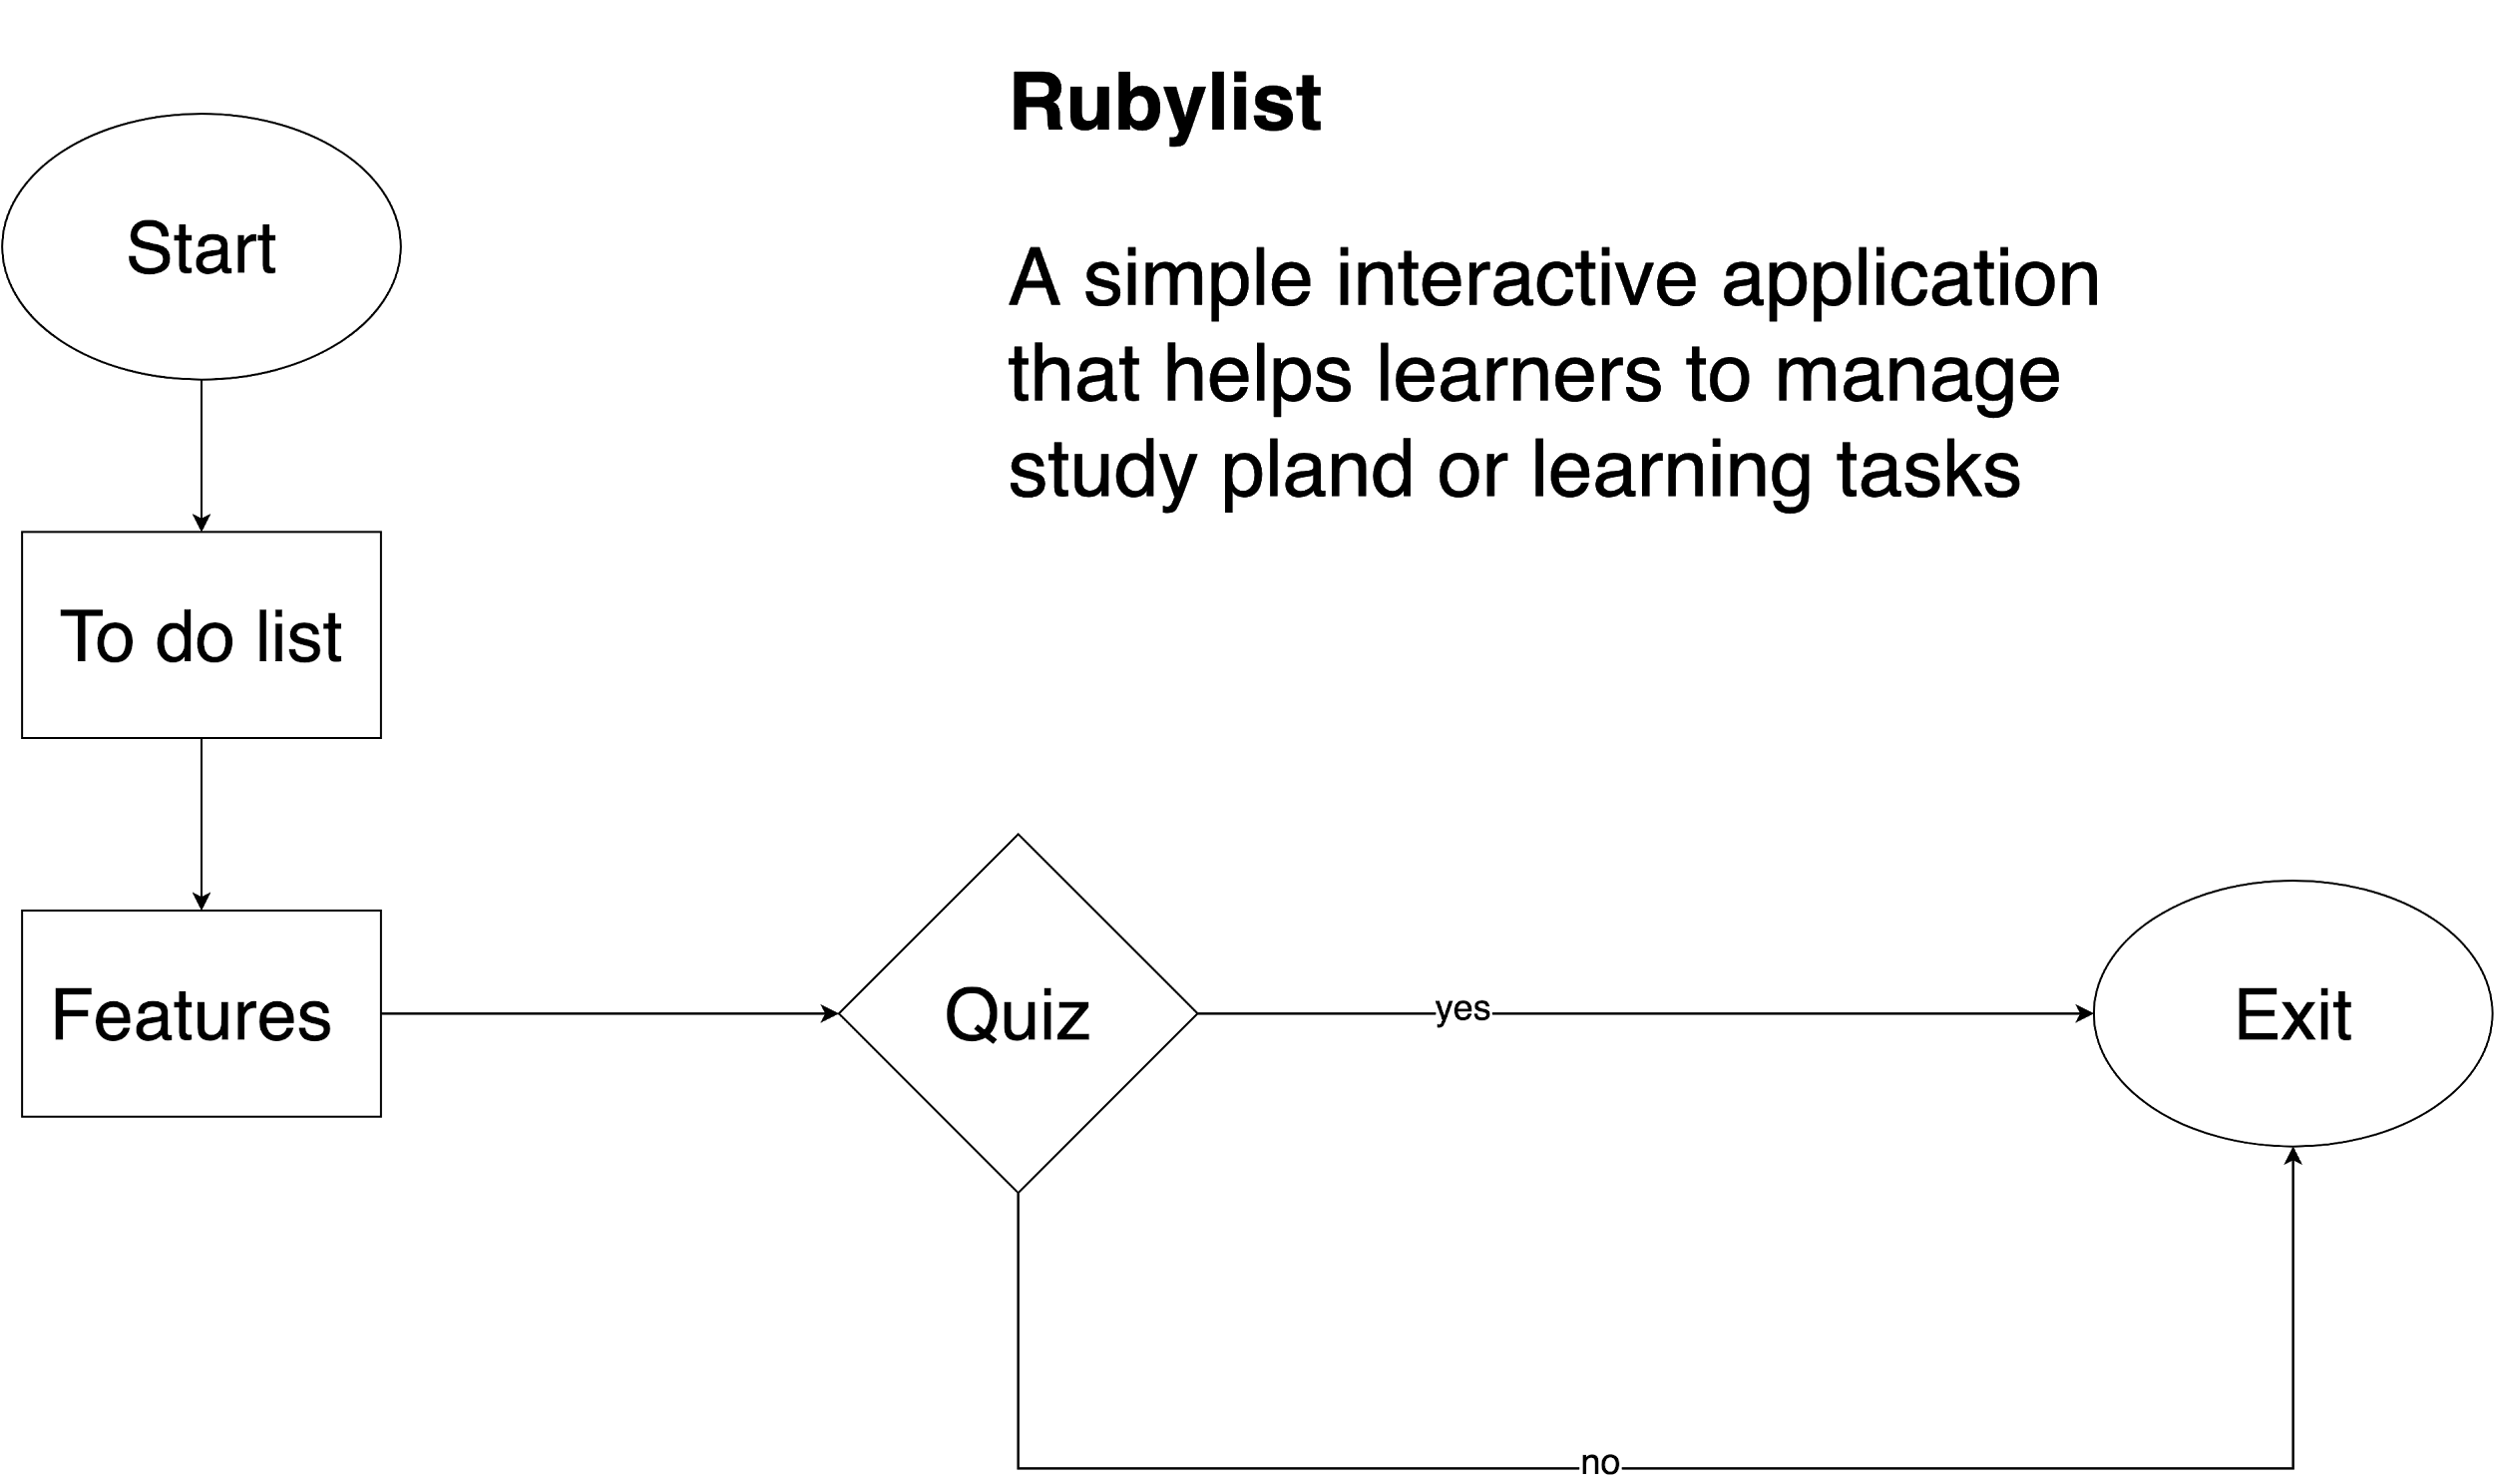 Rubylist
A simple interactive application
that helps learners to manage
study pland or learning tasks
Start
To do list
Features
Quiz
yes
Exit
no